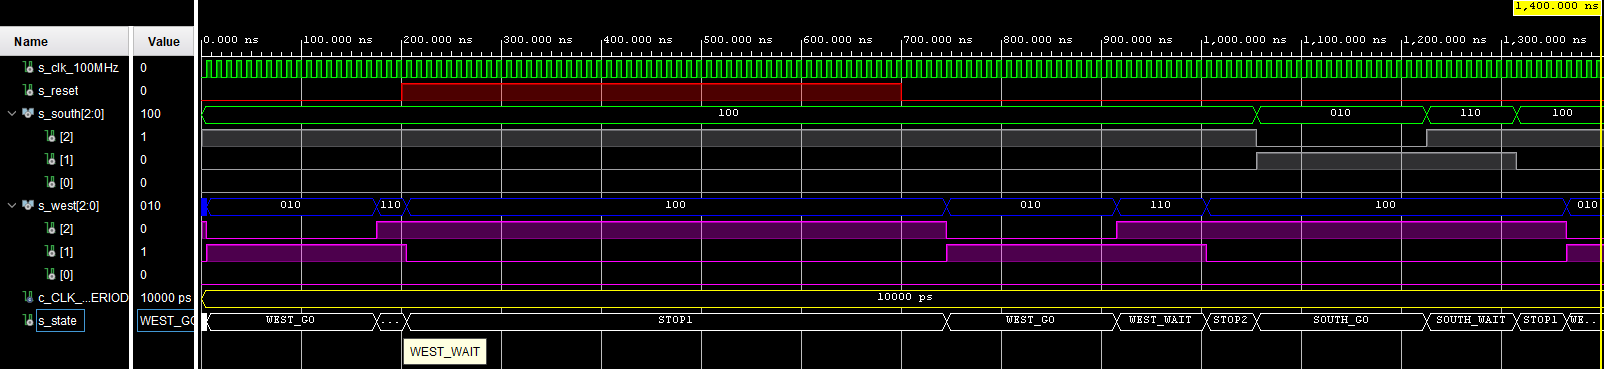 1,400.000 ns
Name Value 0.000 ns 100.000 ns 200.000 ns 300.000 ns 400.000 ns 500.000 ns 600.000 ns 700.000 ns 800.000 ns 900.000 ns 1,000.000 ns 1,100.000 ns 1,200.000 ns 1,300.000 ns
s_clk_100MHz 0
s_reset 0
s_south[2:0] 100 100 010 110 100
[2] 1
[1] 0
[0] 0
s_west[2:0] 010 010 110 100 010 110 100 010
[2] 0
[1] 1
[0] 0
c_CLK_...ERIOD 10000 ps 10000 ps
s_state WEST_GO WEST_GO ... STOP1 WEST_GO WEST_WAIT STOP2 SOUTH_GO SOUTH_WAIT STOP1 WE...
WEST_WAIT